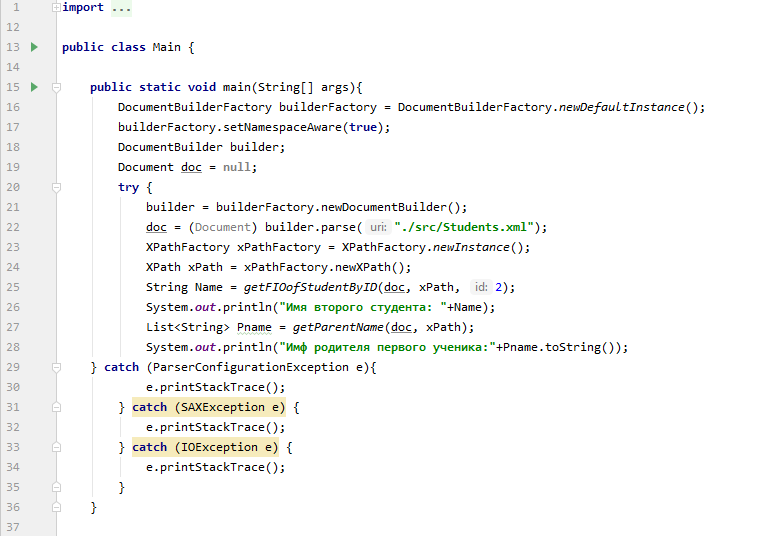 1 import ...
12
13 public class Main {
14
15 public static void main(String[] args){
16 DocumentBuilderFactory builderFactory = DocumentBuilderFactory.newDefaultInstance();
17 builderFactory.setNamespaceAware(true);
18 DocumentBuilder builder;
19 Document doc = null;
20 try {
21 builder = builderFactory.newDocumentBuilder();
22 doc = (Document) builder.parse( uri: "./src/Students.xml");
23 XPathFactory xPathFactory = XPathFactory.newInstance();
24 XPath xPath = xPathFactory.newXPath();
25 String Name = getFIOofStudentByID(doc, xPath, id: 2);
26 System.out.println("Имя второго студента: "+Name);
27 List<String> Pname = getParentName(doc, xPath);
28 System.out.println("Имф родителя первого ученика:"+Pname.toString());
29 } catch (ParserConfigurationException e){
30 e.printStackTrace();
31 } catch (SAXException e) {
32 e.printStackTrace();
33 } catch (IOException e) {
34 e.printStackTrace();
35 }
36 }
37